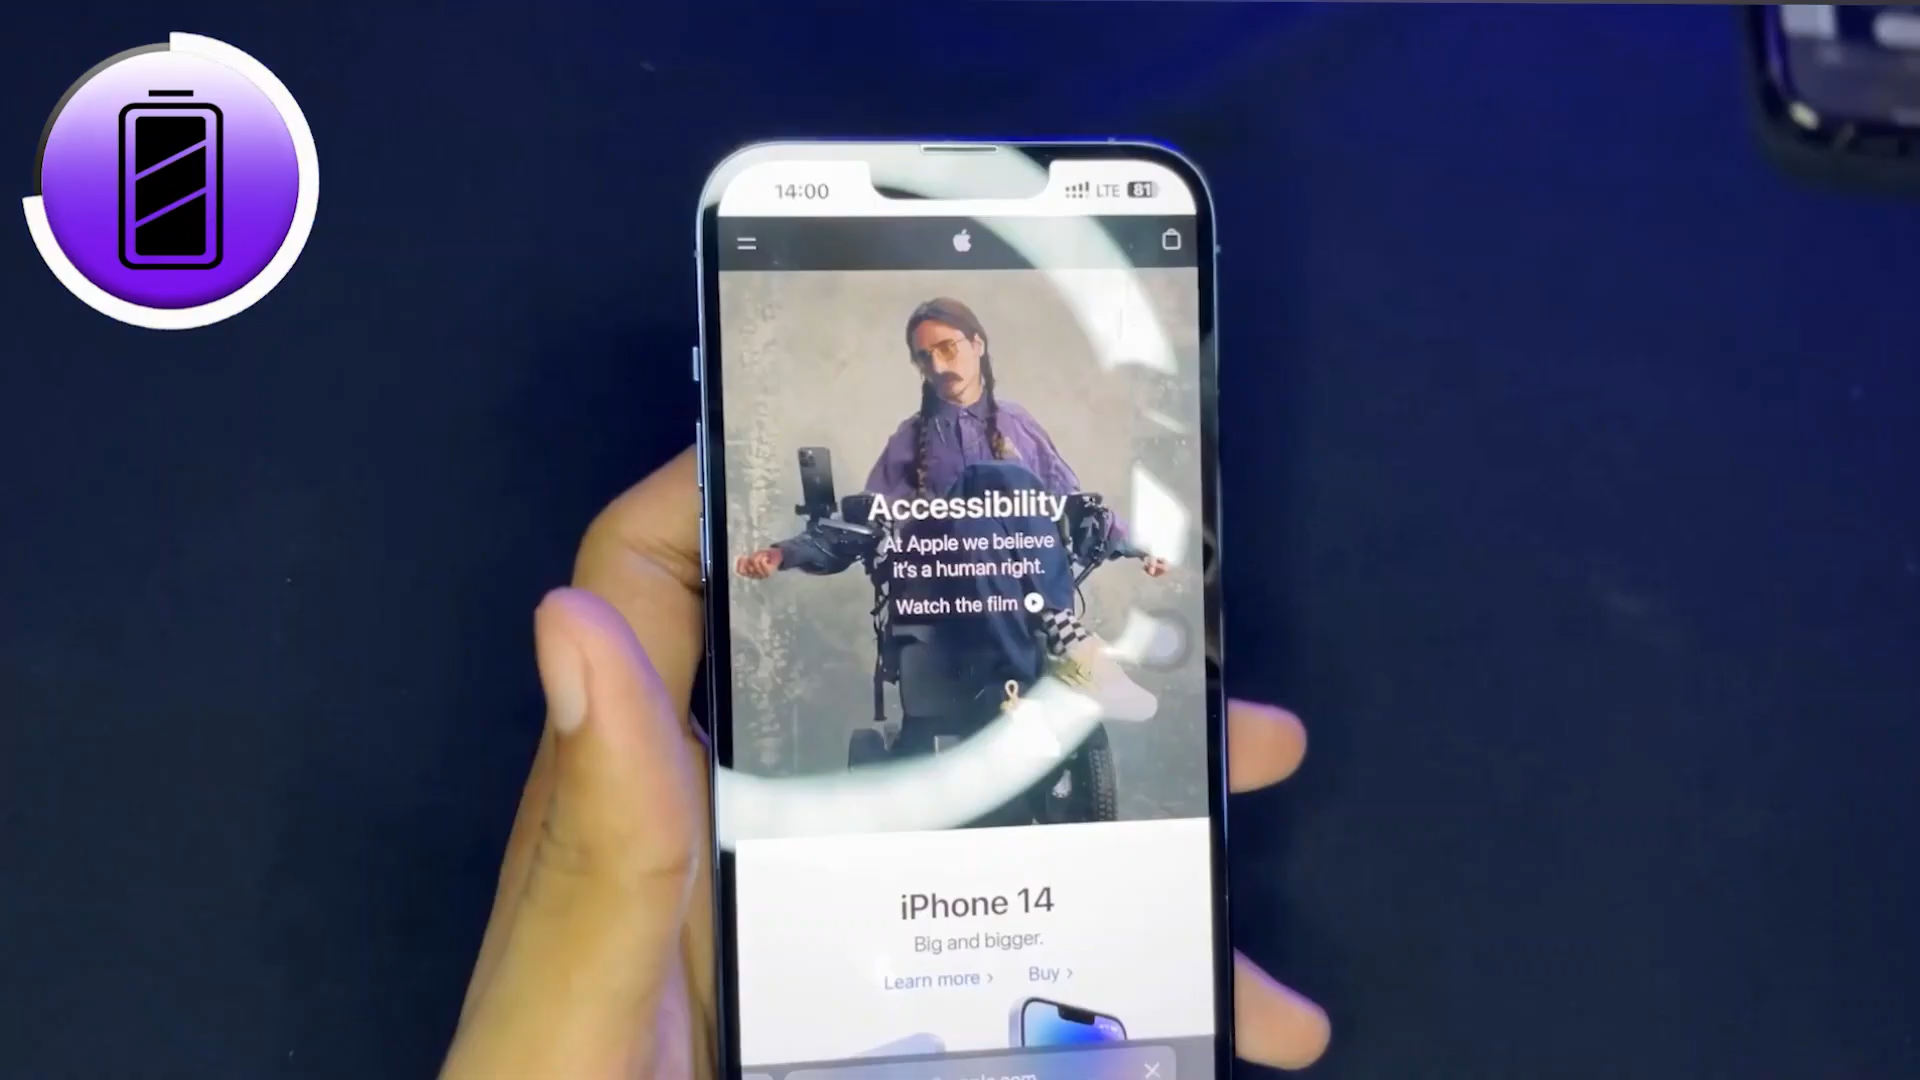 14:00
LTE 81
Accessibility
At Apple we believe
it's a human right.
Watch the film
iPhone 14
Big and bigger.
Learn more >
Buy >